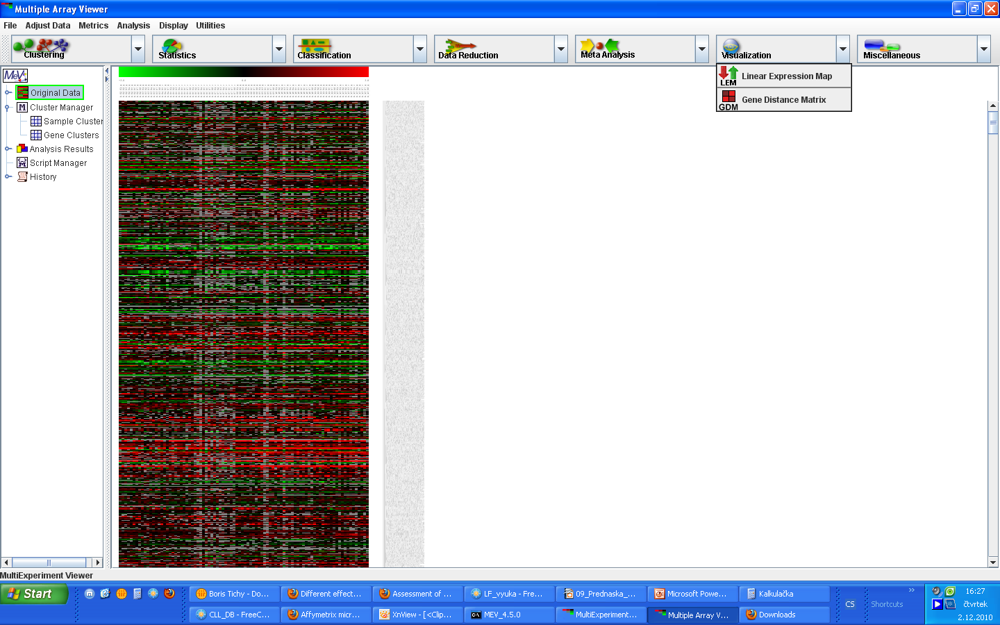 Multiple Array Viewer
File Adjust Data Metrics Analysis Display Utilities
Clustering Statistics Classification Data Reduction Meta Analysis Visualization Miscellaneous
LEM Linear Expression Map
GDM Gene Distance Matrix
MeV
Original Data
M Cluster Manager
Sample Cluster
Gene Clusters
Analysis Results
Script Manager
History
MultiExperiment Viewer
Start
Boris Tichy - Do... Different effect... Assessment of ... LF_vyuka - Fre... 09_Prednaska_... Microsoft Powe... Kalkulačka
CLL_DB - FreeC... Affymetrix micr... XnView - [<Clip... MEV_4.5.0 MultiExperiment... Multiple Array V... Downloads
CS Shortcuts
16:27
čtvrtek
2.12.2010